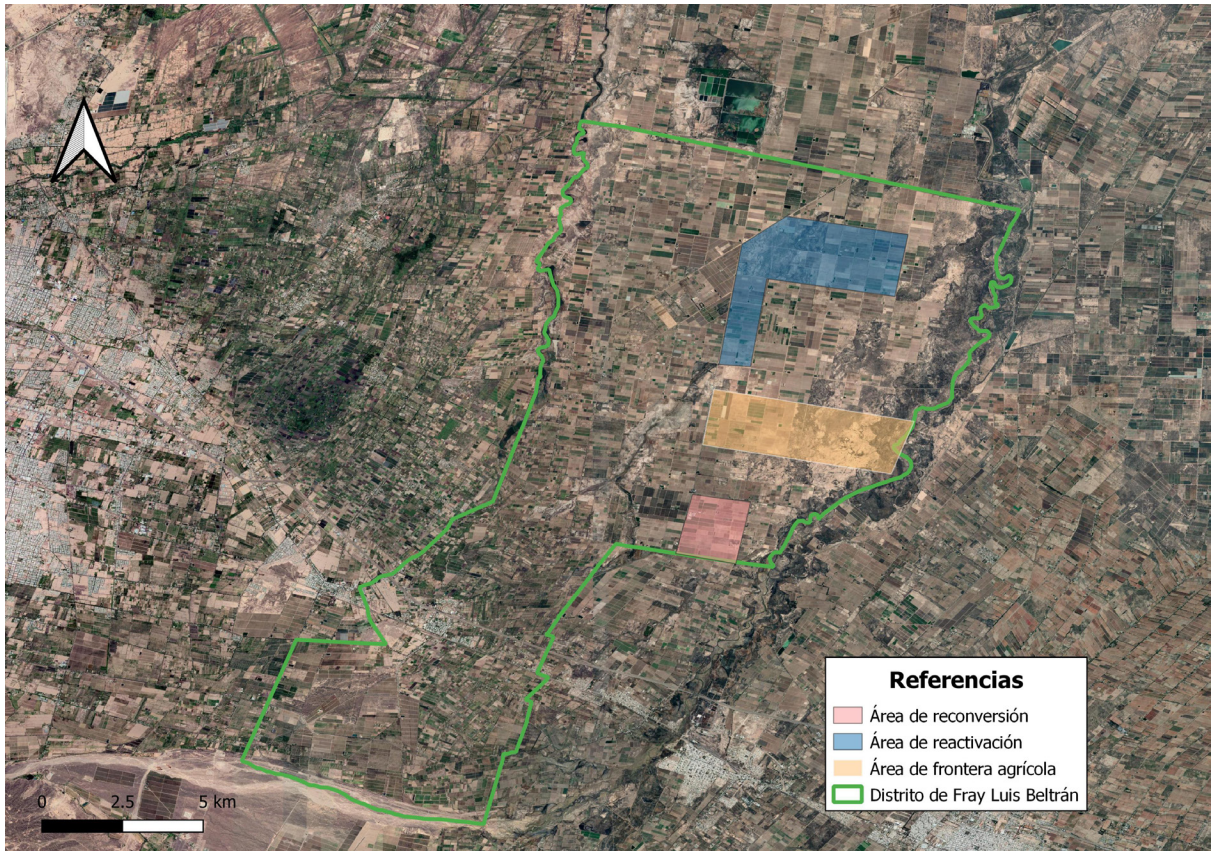 Referencias
Área de reconversión
Área de reactivación
Área de frontera agrícola
Distrito de Fray Luis Beltrán
0 2.5 5 km